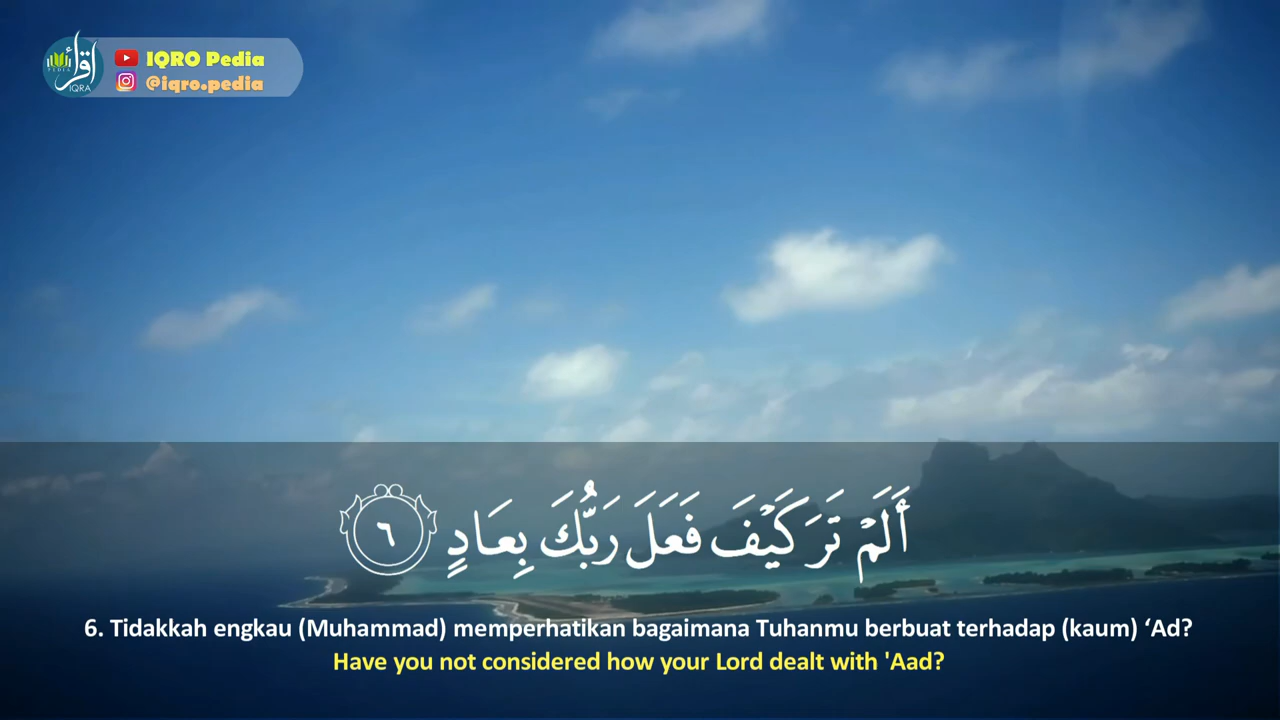 اقرأ
PEDIA
IQRA
IQRO Pedia
@iqro.pedia
أَلَمْ تَرَ كَيْفَ فَعَلَ رَبُّكَ بِعَادٍ ٦
6. Tidakkah engkau (Muhammad) memperhatikan bagaimana Tuhanmu berbuat terhadap (kaum) ‘Ad?
Have you not considered how your Lord dealt with 'Aad?